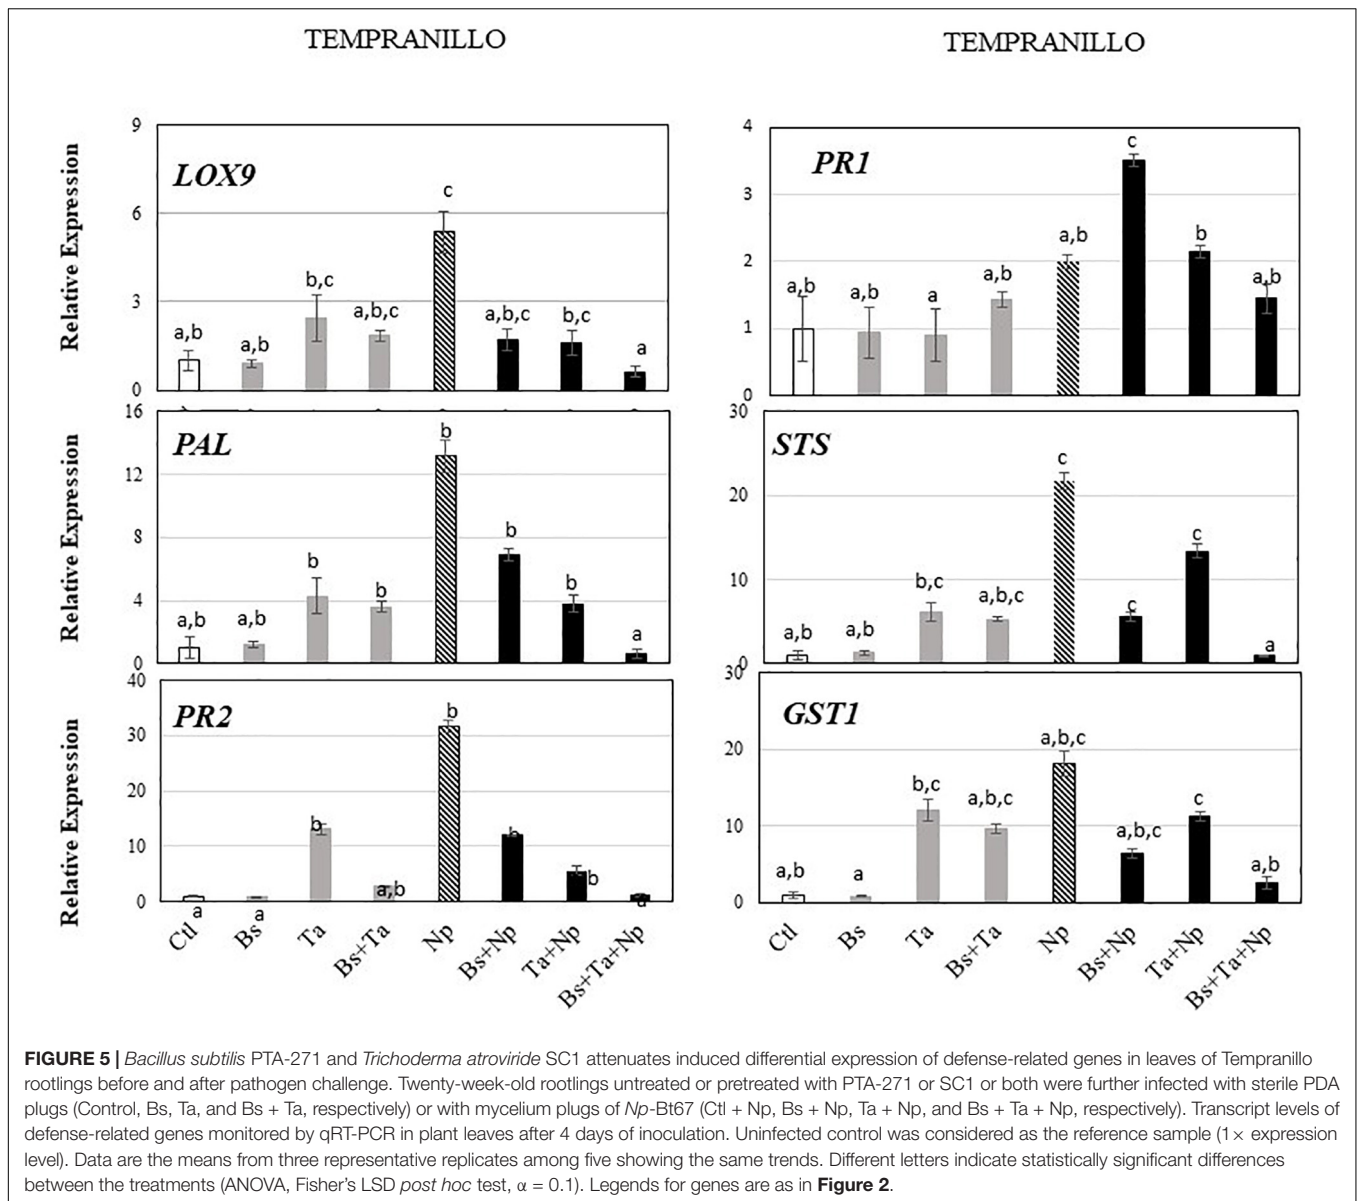 TEMPRANILLO
TEMPRANILLO
Relative Expression
9
6
3
0
LOX9
a,b
a,b
b,c
a,b,c
c
a,b,c
b,c
a
4
3
2
1
0
PR1
a,b
a,b
a
a,b
a,b
c
b
a,b
Relative Expression
16
12
8
4
0
PAL
a,b
a,b
b
b
b
b
b
a
30
20
10
0
STS
a,b
a,b
b,c
a,b,c
c
c
c
a
Relative Expression
40
30
20
10
0
PR2
a
a
b
a,b
b
b
b
a
30
20
10
0
GST1
a,b
a
b,c
a,b,c
a,b,c
a,b,c
c
a,b
Ctl
Bs
Ta
Bs+Ta
Np
Bs+Np
Ta+Np
Bs+Ta+Np
Ctl
Bs
Ta
Bs+Ta
Np
Bs+Np
Ta+Np
Bs+Ta+Np
FIGURE 5 | Bacillus subtilis PTA-271 and Trichoderma atroviride SC1 attenuates induced differential expression of defense-related genes in leaves of Tempranillo
rootlings before and after pathogen challenge. Twenty-week-old rootlings untreated or pretreated with PTA-271 or SC1 or both were further infected with sterile PDA
plugs (Control, Bs, Ta, and Bs + Ta, respectively) or with mycelium plugs of Np-Bt67 (Ctl + Np, Bs + Np, Ta + Np, and Bs + Ta + Np, respectively). Transcript levels of
defense-related genes monitored by qRT-PCR in plant leaves after 4 days of inoculation. Uninfected control was considered as the reference sample (1× expression
level). Data are the means from three representative replicates among five showing the same trends. Different letters indicate statistically significant differences
between the treatments (ANOVA, Fisher's LSD post hoc test, α = 0.1). Legends for genes are as in Figure 2.